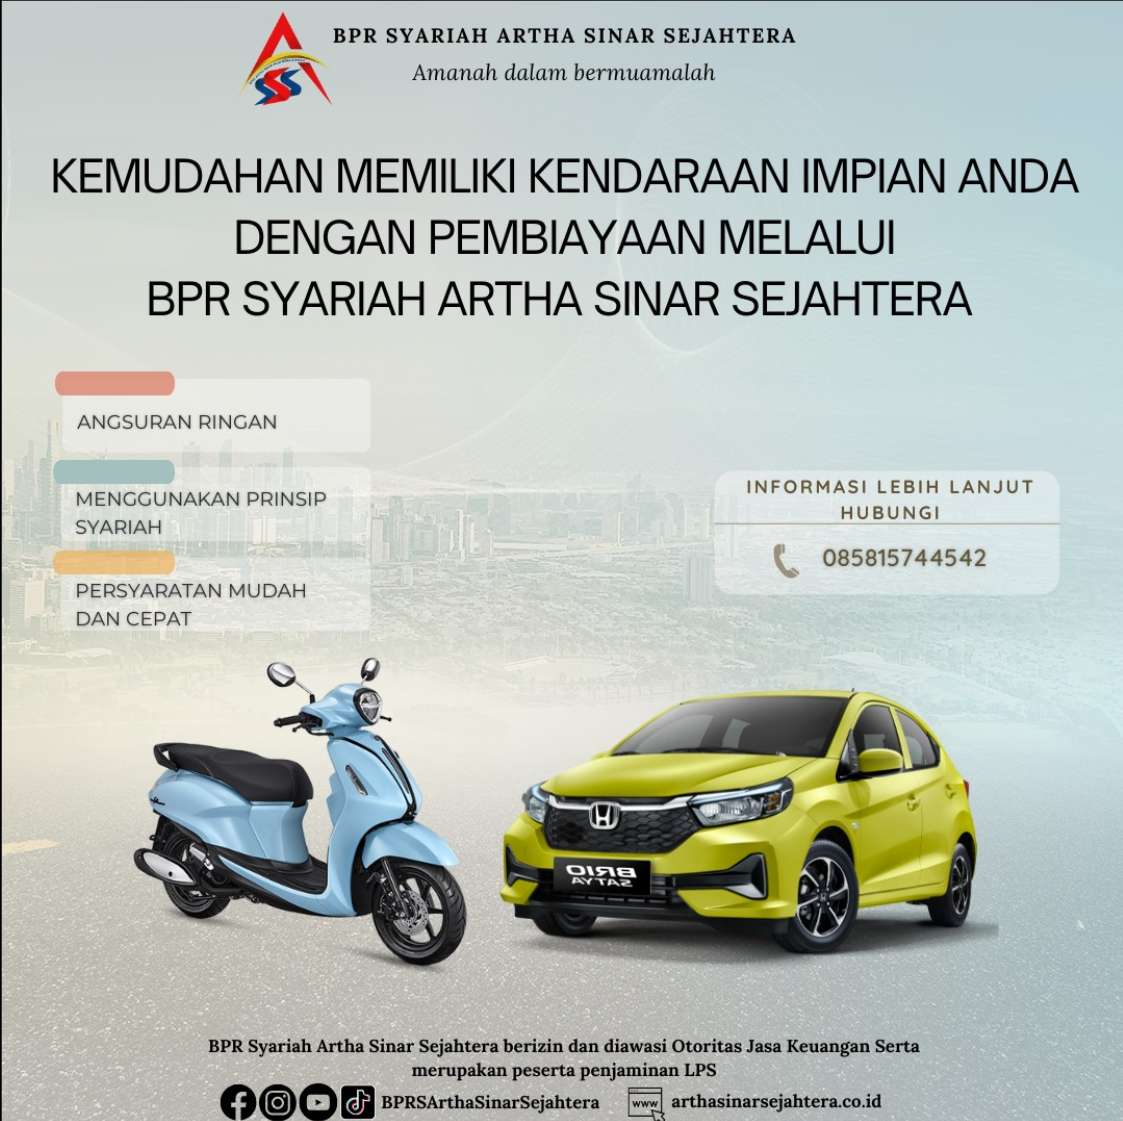 BPR SYARIAH ARTHA SINAR SEJAHTERA
Amanah dalam bermuamalah
KEMUDAHAN MEMILIKI KENDARAAN IMPIAN ANDA
DENGAN PEMBIAYAAN MELALUI
BPR SYARIAH ARTHA SINAR SEJAHTERA
ANGSURAN RINGAN
MENGGUNAKAN PRINSIP
SYARIAH
PERSYARATAN MUDAH
DAN CEPAT
INFORMASI LEBIH LANJUT
HUBUNGI
085815744542
BRIO
SATYA
BPR Syariah Artha Sinar Sejahtera berizin dan diawasi Otoritas Jasa Keuangan Serta
merupakan peserta penjaminan LPS
BPRSArthaSinarSejahtera
www
arthasinarsejahtera.co.id